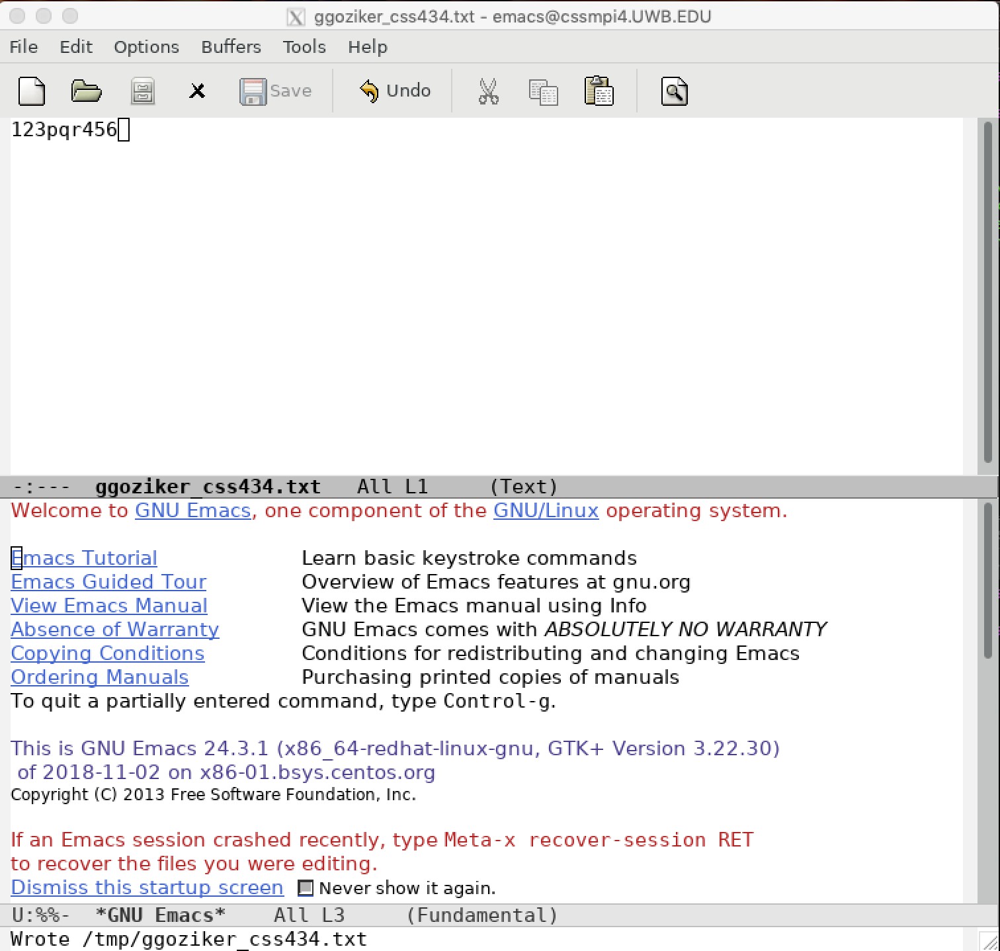 ggoziker_css434.txt – emacs@cssmpi4.UWB.EDU
File Edit Options Buffers Tools Help
Save Undo
123pqr456
-:--- ggoziker_css434.txt All L1 (Text)
Welcome to GNU Emacs, one component of the GNU/Linux operating system.
Emacs Tutorial Learn basic keystroke commands
Emacs Guided Tour Overview of Emacs features at gnu.org
View Emacs Manual View the Emacs manual using Info
Absence of Warranty GNU Emacs comes with ABSOLUTELY NO WARRANTY
Copying Conditions Conditions for redistributing and changing Emacs
Ordering Manuals Purchasing printed copies of manuals
To quit a partially entered command, type Control-g.
This is GNU Emacs 24.3.1 (x86_64-redhat-linux-gnu, GTK+ Version 3.22.30)
of 2018-11-02 on x86-01.bsys.centos.org
Copyright (C) 2013 Free Software Foundation, Inc.
If an Emacs session crashed recently, type Meta-x recover-session RET
to recover the files you were editing.
Dismiss this startup screen Never show it again.
U:%%- *GNU Emacs* All L3 (Fundamental)
Wrote /tmp/ggoziker_css434.txt